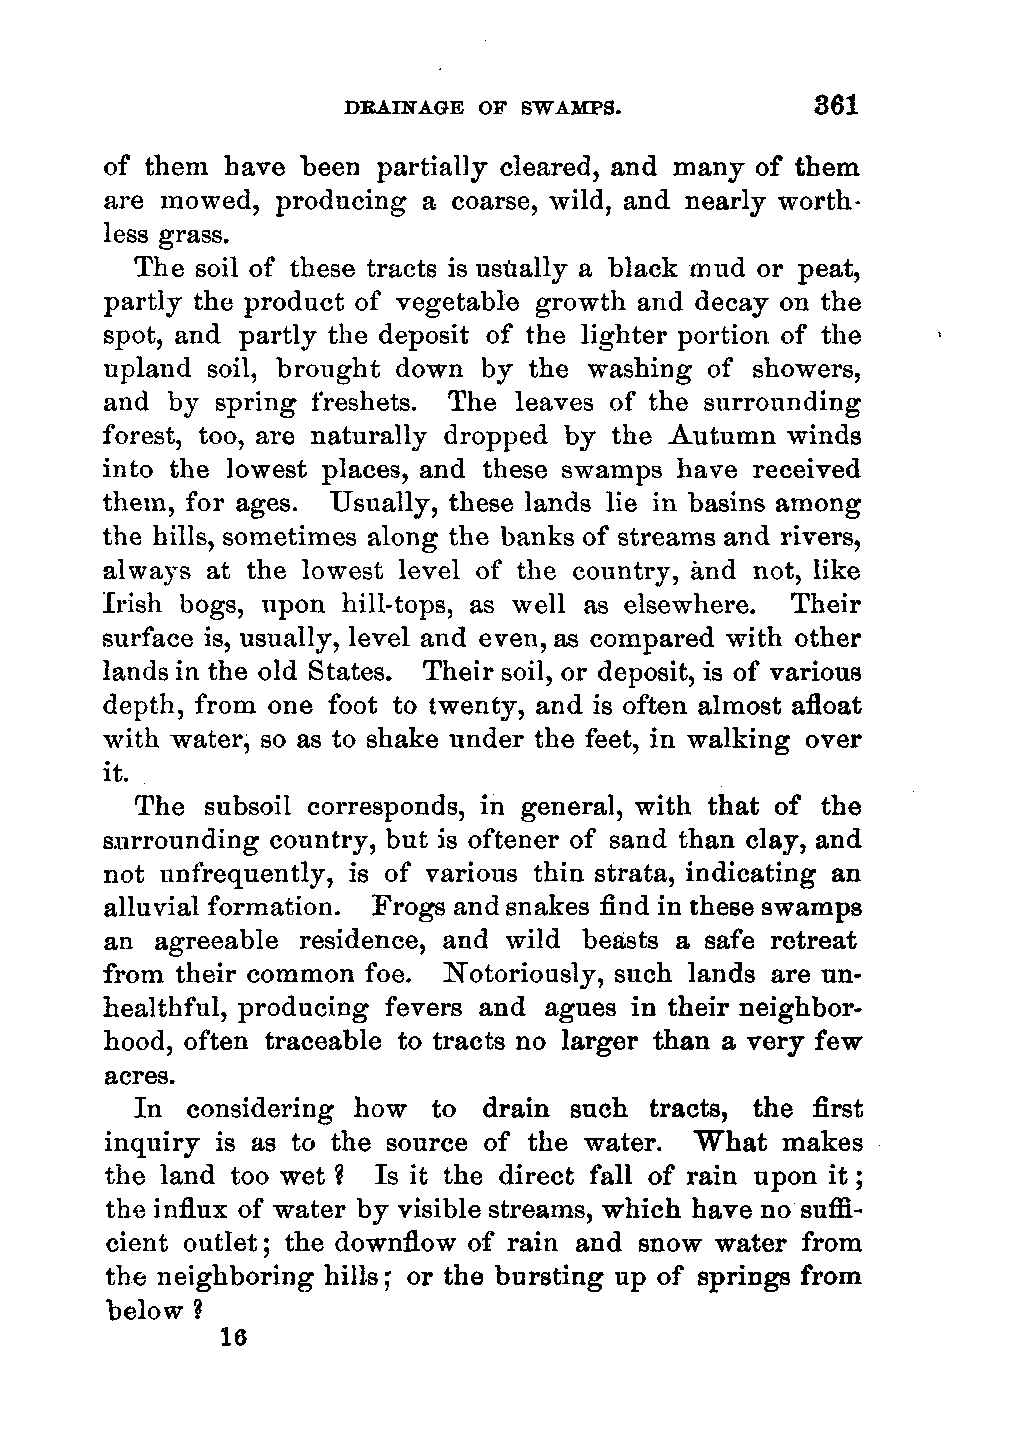 DRAINAGE OF SWAMPS. 361
of them have been partially cleared, and many of them
are mowed, producing a coarse, wild, and nearly worth-
less grass.
The soil of these tracts is usually a black mud or peat,
partly the product of vegetable growth and decay on the
spot, and partly the deposit of the lighter portion of the
upland soil, brought down by the washing of showers,
and by spring freshets. The leaves of the surrounding
forest, too, are naturally dropped by the Autumn winds
into the lowest places, and these swamps have received
them, for ages. Usually, these lands lie in basins among
the hills, sometimes along the banks of streams and rivers,
always at the lowest level of the country, and not, like
Irish bogs, upon hill-tops, as well as elsewhere. Their
surface is, usually, level and even, as compared with other
lands in the old States. Their soil, or deposit, is of various
depth, from one foot to twenty, and is often almost afloat
with water, so as to shake under the feet, in walking over
it.
The subsoil corresponds, in general, with that of the
surrounding country, but is oftener of sand than clay, and
not unfrequently, is of various thin strata, indicating an
alluvial formation. Frogs and snakes find in these swamps
an agreeable residence, and wild beasts a safe retreat
from their common foe. Notoriously, such lands are un-
healthful, producing fevers and agues in their neighbor-
hood, often traceable to tracts no larger than a very few
acres.
In considering how to drain such tracts, the first
inquiry is as to the source of the water. What makes
the land too wet? Is it the direct fall of rain upon it;
the influx of water by visible streams, which have no suffi-
cient outlet; the downflow of rain and snow water from
the neighboring hills; or the bursting up of springs from
below?
16